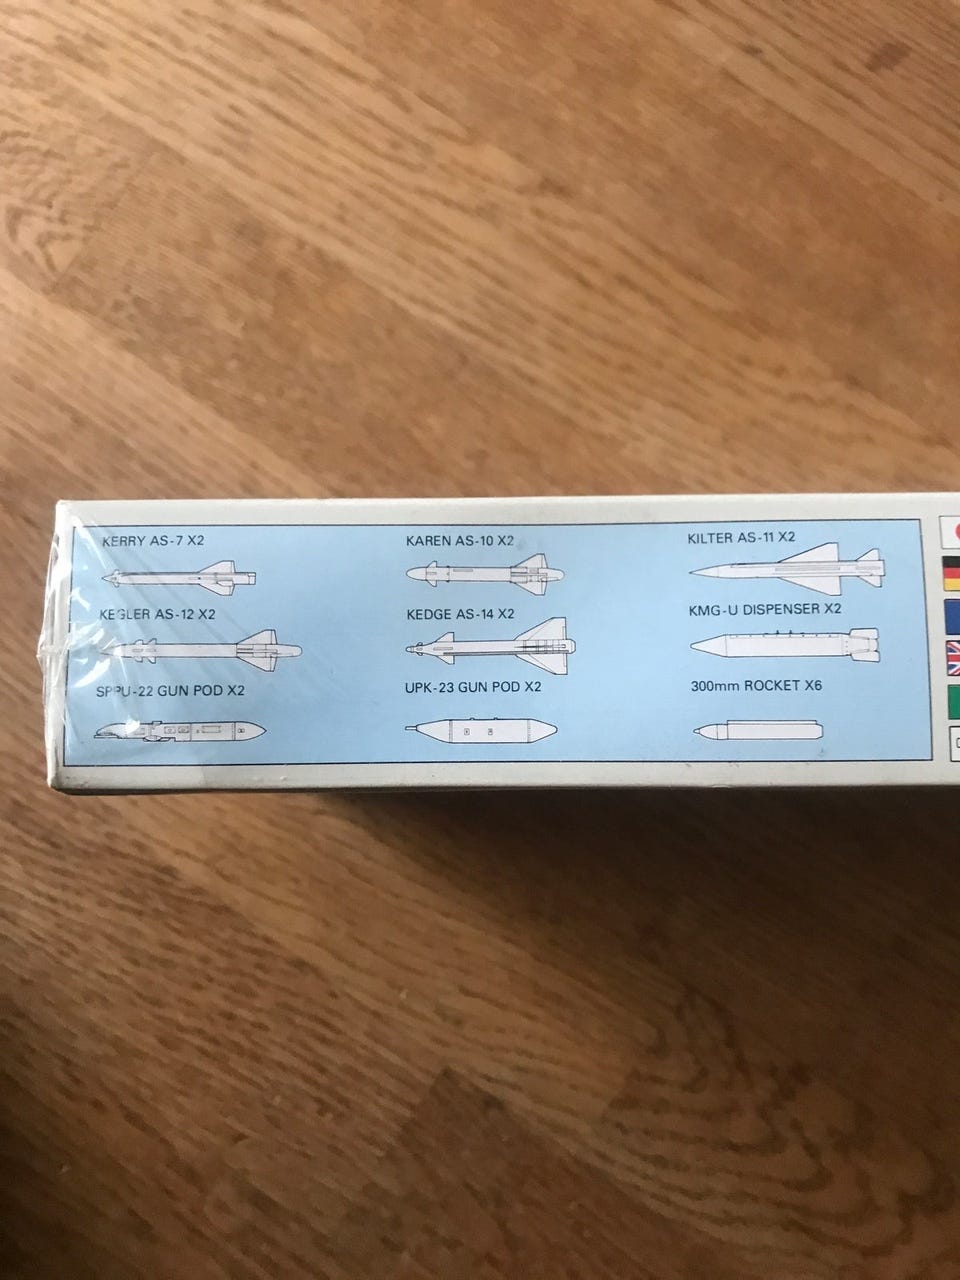 KERRY AS-7 X2
KAREN AS-10 X2
KILTER AS-11 X2
KEGLER AS-12 X2
KEDGE AS-14 X2
KMG-U DISPENSER X2
SPPU-22 GUN POD X2
UPK-23 GUN POD X2
300mm ROCKET X6